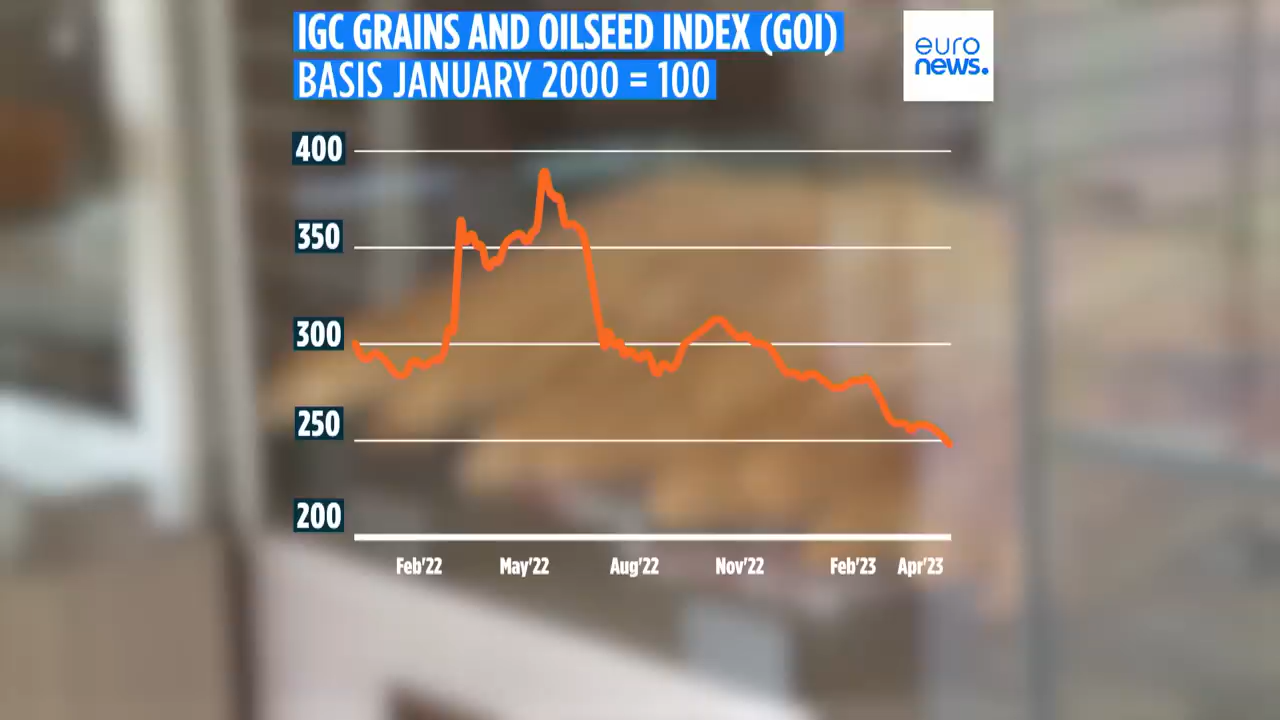 IGC GRAINS AND OILSEED INDEX (GOI)
BASIS JANUARY 2000 = 100
euro
news.
400
350
300
250
200
Feb'22 May'22 Aug'22 Nov'22 Feb'23 Apr'23